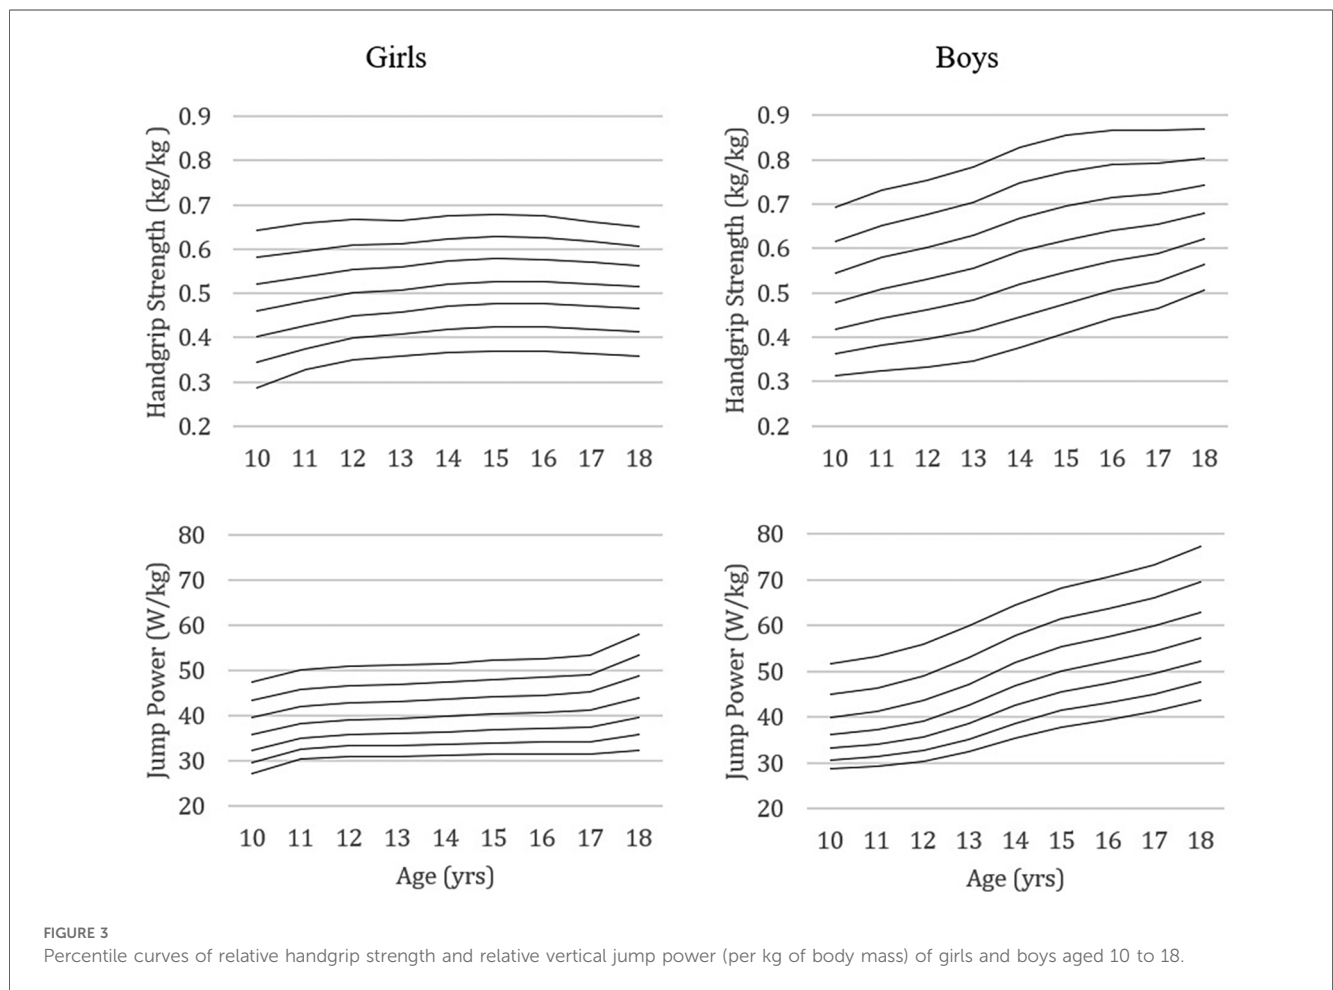 Girls
Boys
Handgrip Strength (kg/kg )
0.9
0.8
0.7
0.6
0.5
0.4
0.3
0.2
10 11 12 13 14 15 16 17 18
Handgrip Strength (kg/kg)
0.9
0.8
0.7
0.6
0.5
0.4
0.3
0.2
10 11 12 13 14 15 16 17 18
Jump Power (W/kg)
80
70
60
50
40
30
20
10 11 12 13 14 15 16 17 18
Age (yrs)
Jump Power (W/kg)
80
70
60
50
40
30
20
10 11 12 13 14 15 16 17 18
Age (yrs)
FIGURE 3
Percentile curves of relative handgrip strength and relative vertical jump power (per kg of body mass) of girls and boys aged 10 to 18.